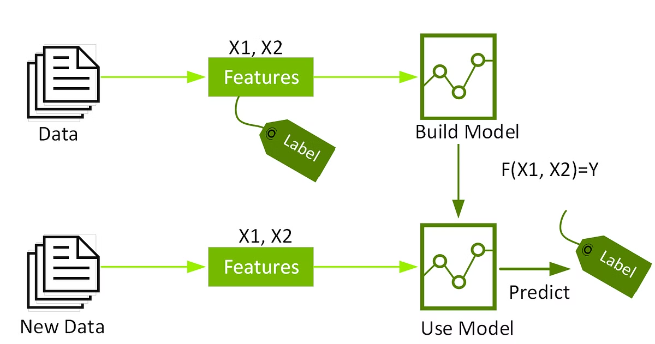 X1, X2
Features
Data
Label
Build Model
F(X1, X2)=Y
X1, X2
Features
New Data
Use Model
Predict
Label